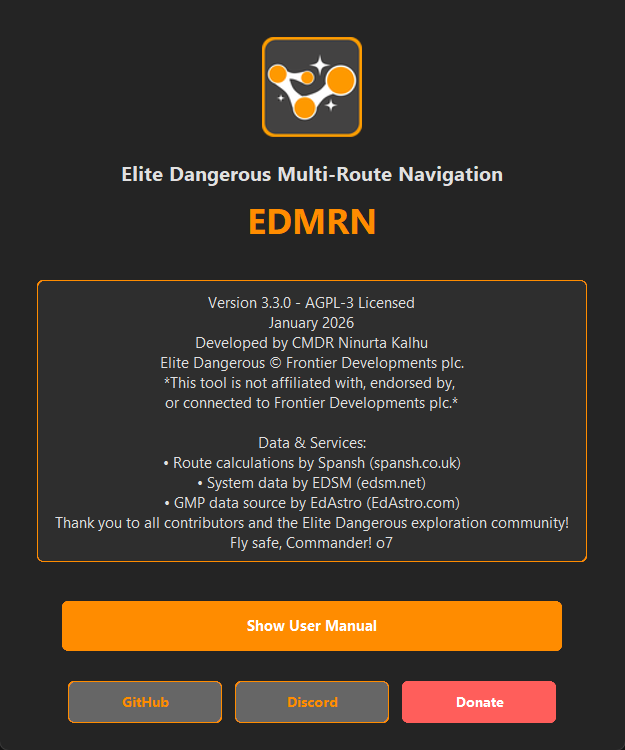 Elite Dangerous Multi-Route Navigation
EDMRN
Version 3.3.0 - AGPL-3 Licensed
January 2026
Developed by CMDR Ninurta Kalhu
Elite Dangerous © Frontier Developments plc.
*This tool is not affiliated with, endorsed by,
or connected to Frontier Developments plc.*
Data & Services:
• Route calculations by Spansh (spansh.co.uk)
• System data by EDSM (edsm.net)
• GMP data source by EdAstro (EdAstro.com)
Thank you to all contributors and the Elite Dangerous exploration community!
Fly safe, Commander! o7
Show User Manual
GitHub
Discord
Donate